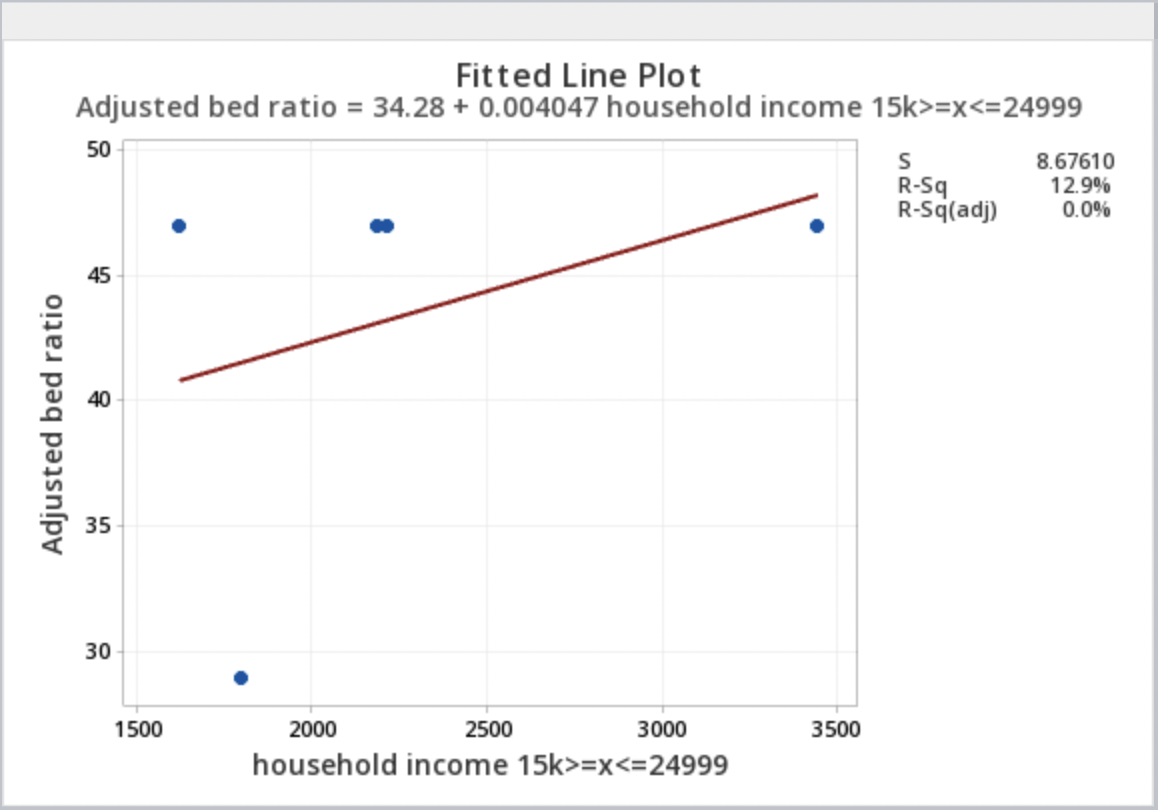 Fitted Line Plot
Adjusted bed ratio = 34.28 + 0.004047 household income 15k>=x<=24999
S 8.67610
R-Sq 12.9%
R-Sq(adj) 0.0%
Adjusted bed ratio
50
45
40
35
30
1500 2000 2500 3000 3500
household income 15k>=x<=24999